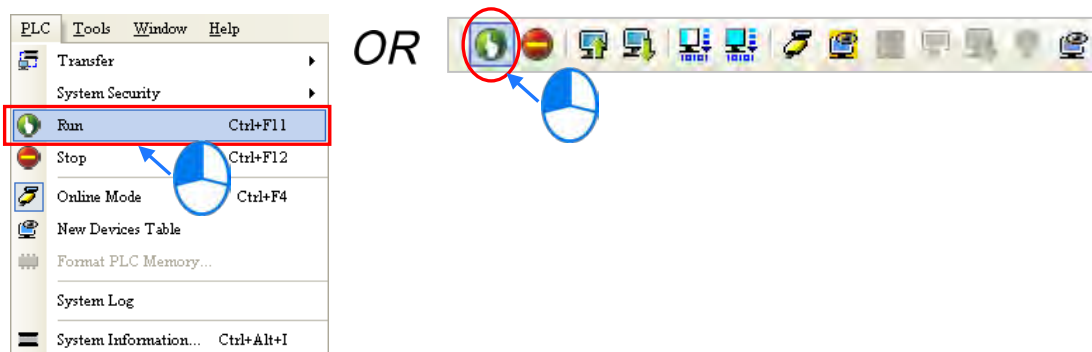 PLC Tools Window Help
Transfer
System Security
Run Ctrl+F11
Stop Ctrl+F12
Online Mode Ctrl+F4
New Devices Table
Format PLC Memory...
System Log
System Information... Ctrl+Alt+I
OR